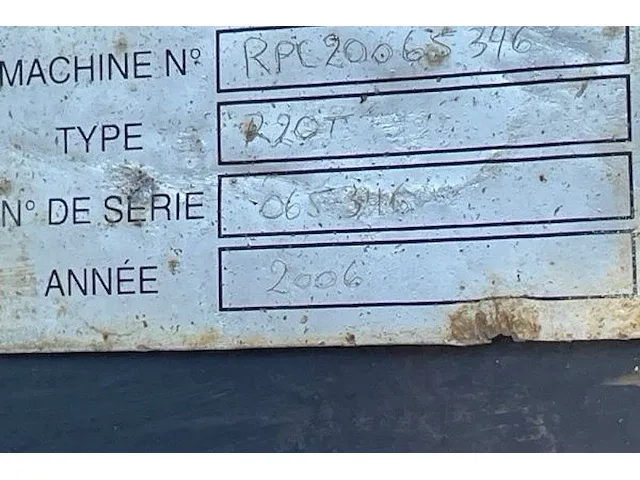 MACHINE N° RPC20065346
TYPE R20T
N° DE SERIE 065346
ANNÉE 2006